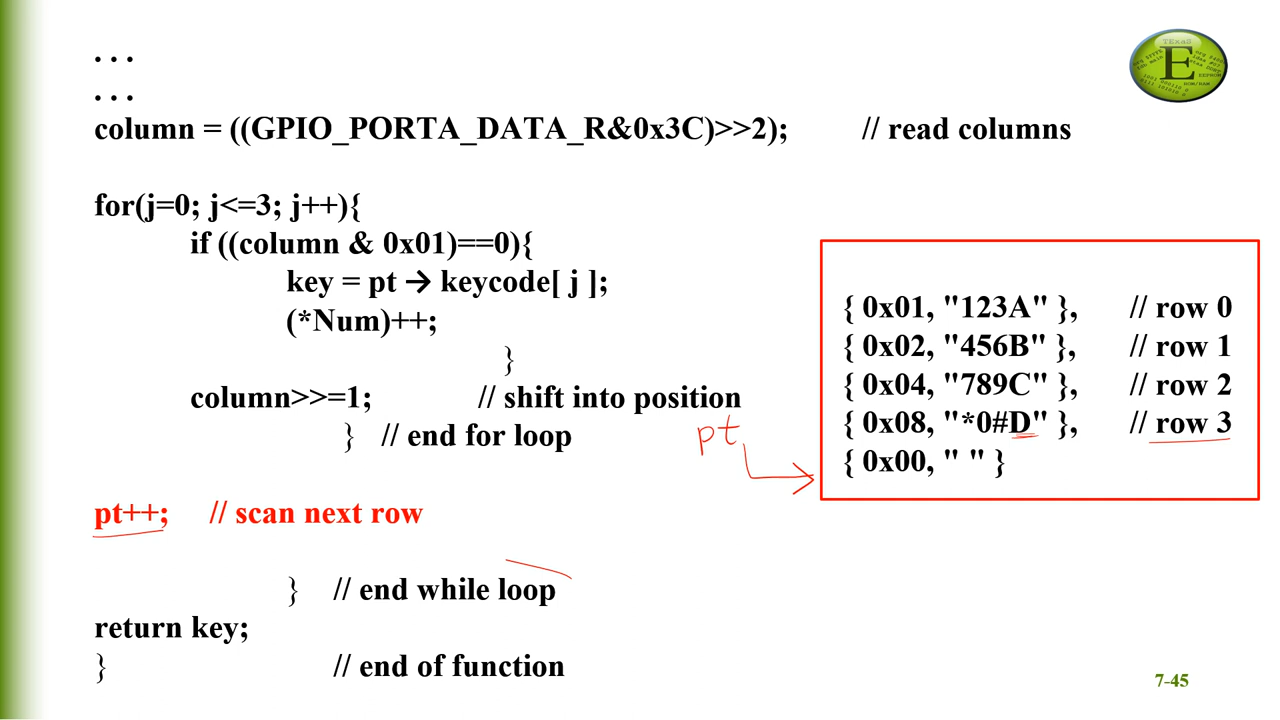 . . .
. . .
column = ((GPIO_PORTA_DATA_R&0x3C)>>2); // read columns
for(j=0; j<=3; j++){
if ((column & 0x01)==0){
key = pt → keycode[ j ];
(*Num)++;
}
column>>=1; // shift into position
} // end for loop
pt++; // scan next row
} // end while loop
return key;
} // end of function
{ 0x01, "123A" }, // row 0
{ 0x02, "456B" }, // row 1
{ 0x04, "789C" }, // row 2
{ 0x08, "*0#D" }, // row 3
{ 0x00, " " }
pt
TExaS
E
7-45